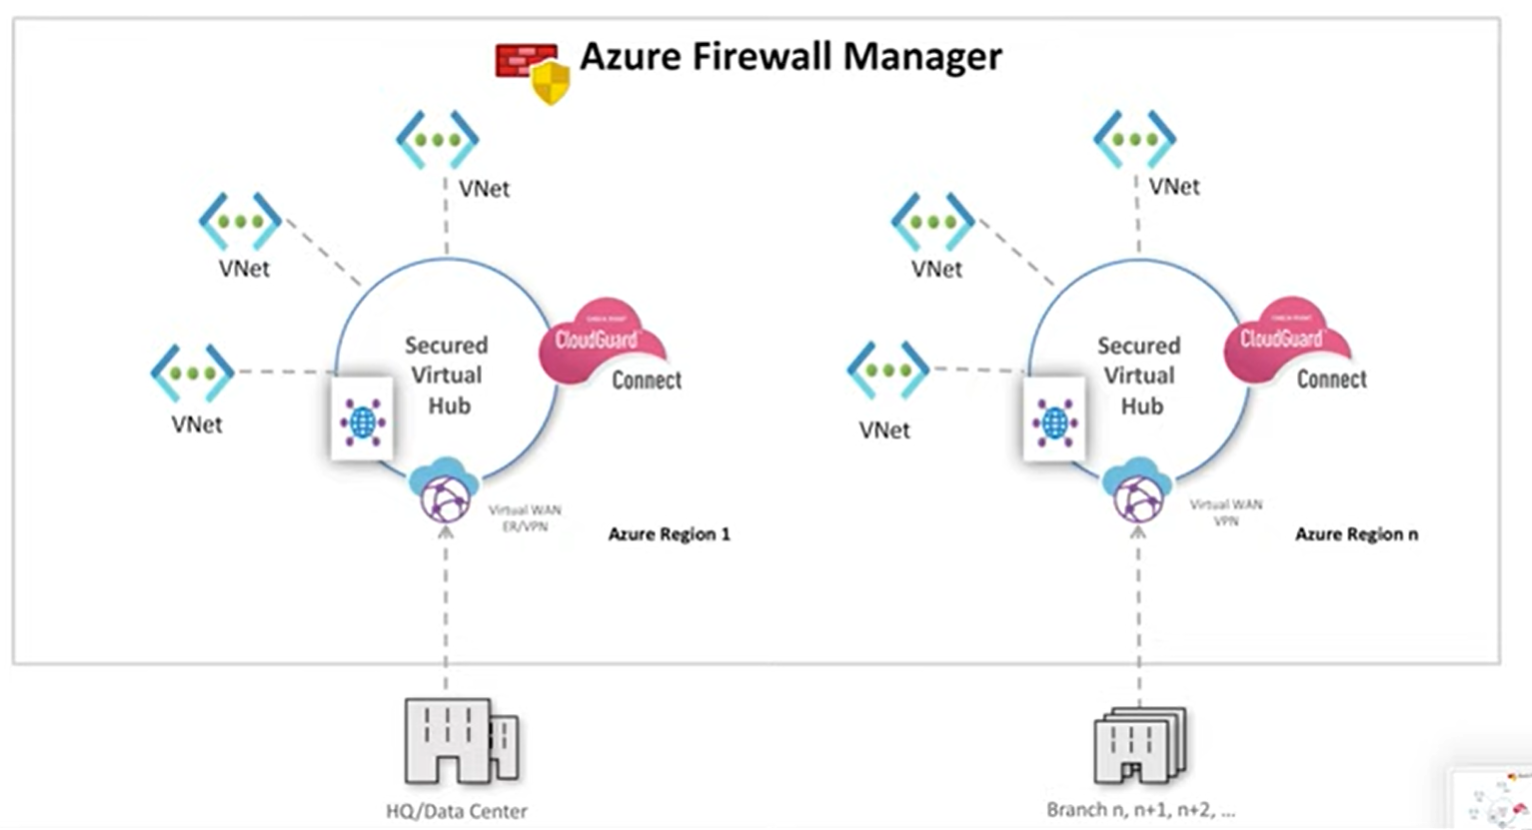 Azure Firewall Manager
VNet
VNet
VNet
Secured
Virtual
Hub
CHECK POINT
CloudGuard
Connect
Virtual WAN
ER/VPN
Azure Region 1
HQ/Data Center
VNet
VNet
VNet
Secured
Virtual
Hub
CHECK POINT
CloudGuard
Connect
Virtual WAN
VPN
Azure Region n
Branch n, n+1, n+2, ...